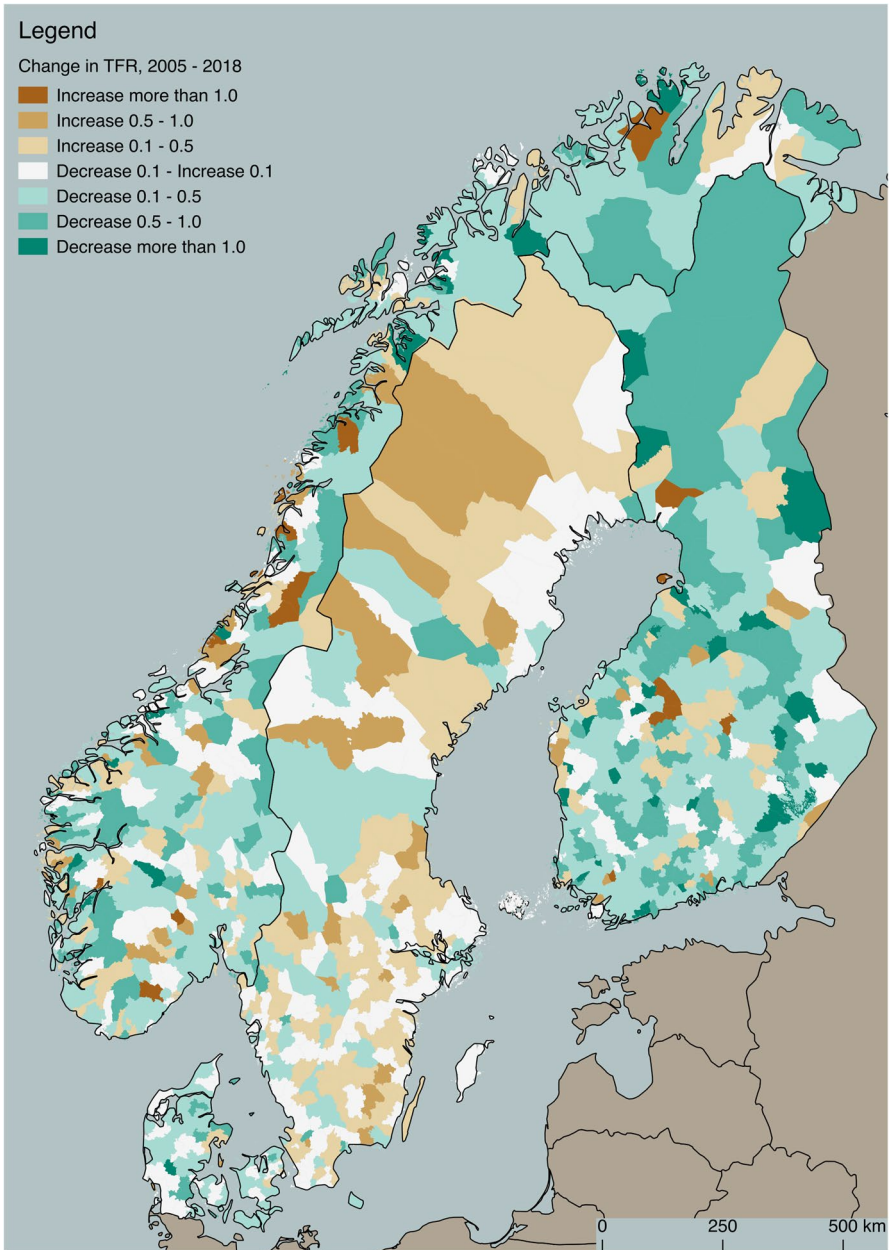 Legend
Change in TFR, 2005 - 2018
Increase more than 1.0
Increase 0.5 - 1.0
Increase 0.1 - 0.5
Decrease 0.1 - Increase 0.1
Decrease 0.1 - 0.5
Decrease 0.5 - 1.0
Decrease more than 1.0
0 250 500 km